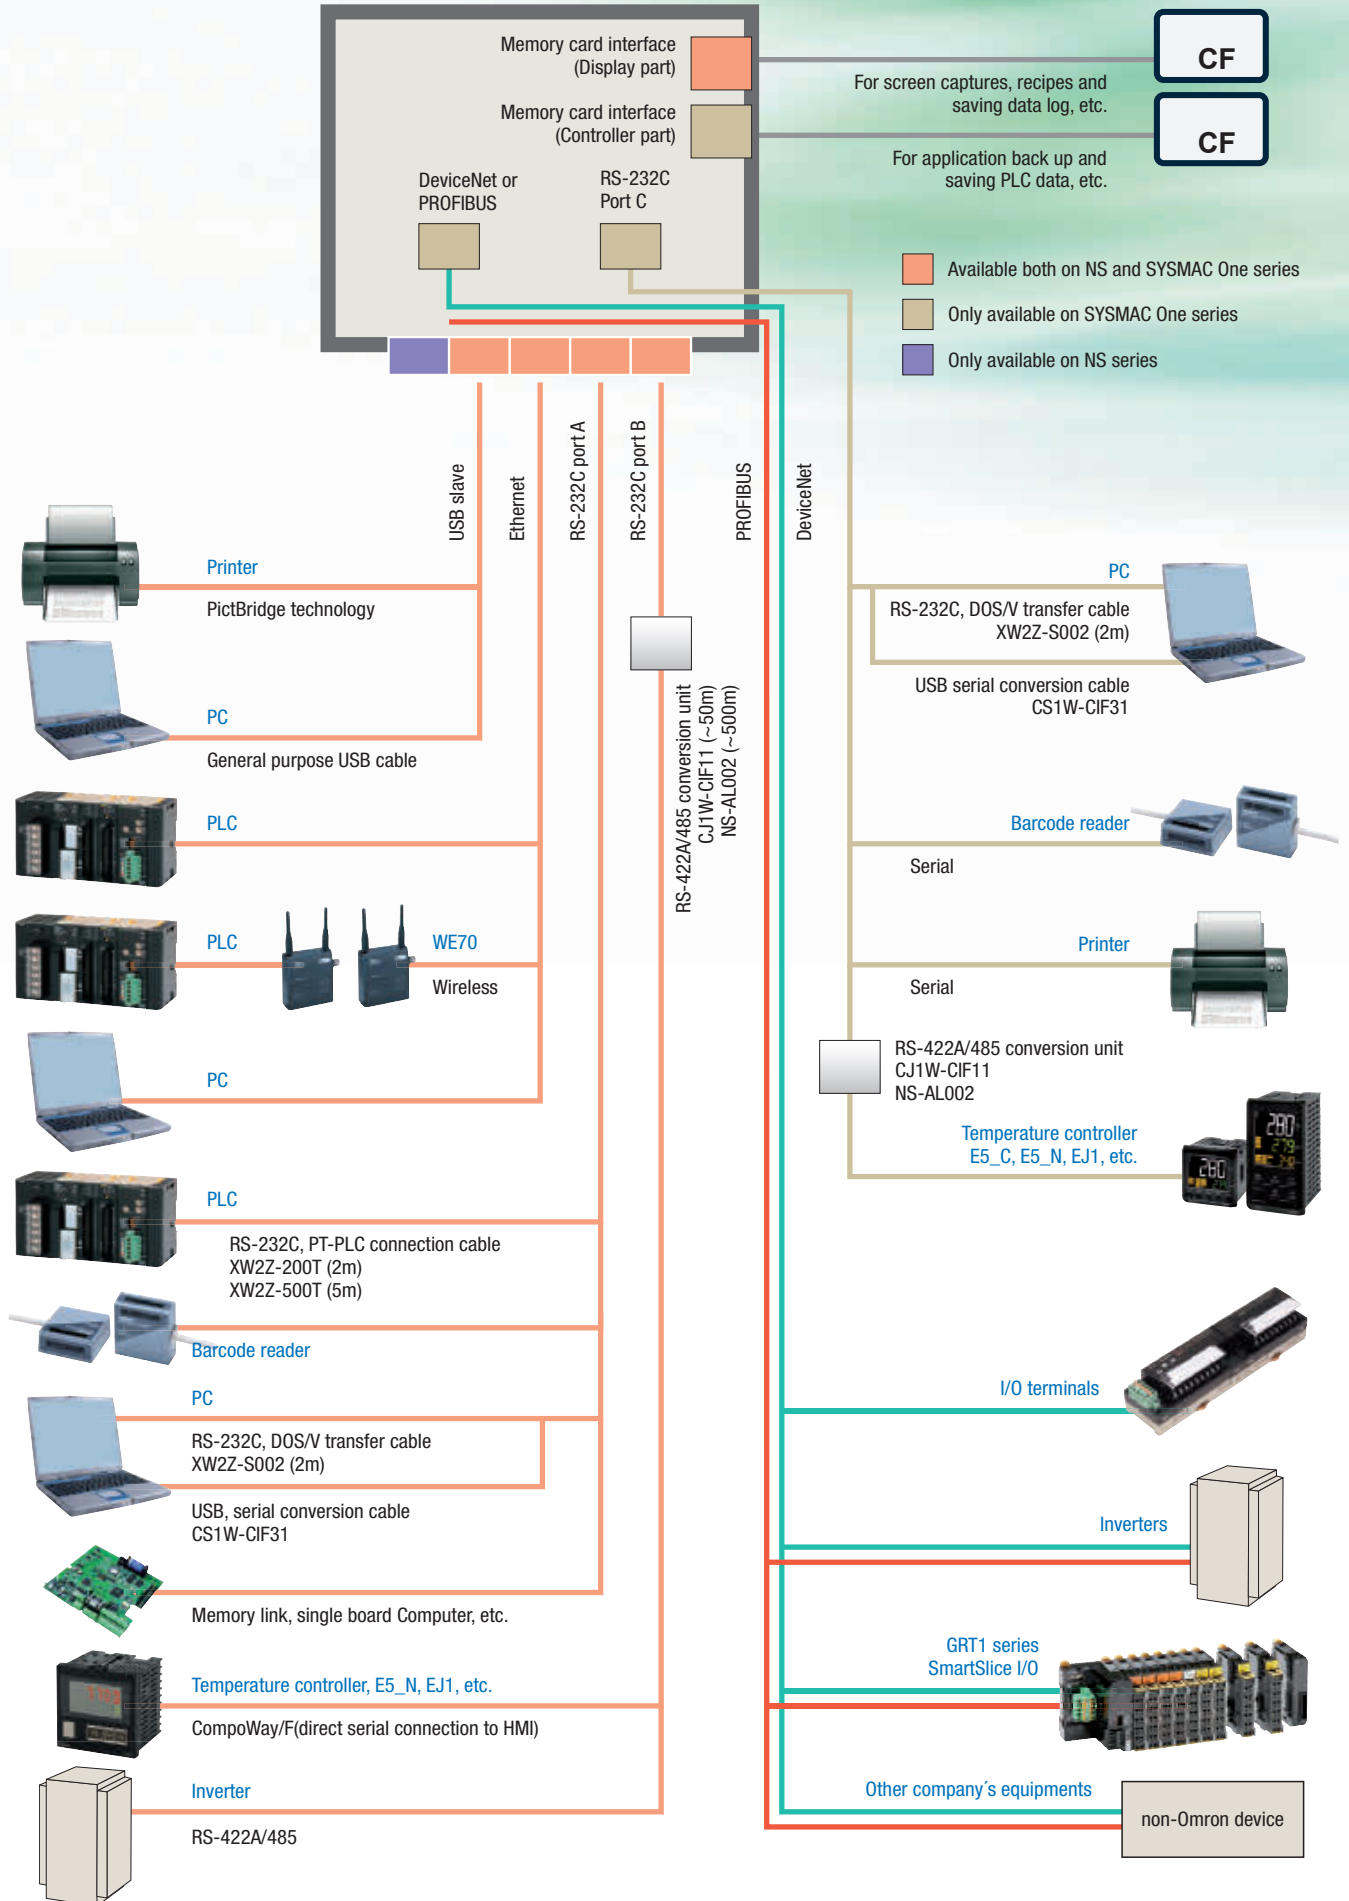 Memory card interface
(Display part)
CF
For screen captures, recipes and
saving data log, etc.
Memory card interface
(Controller part)
CF
For application back up and
saving PLC data, etc.
DeviceNet or
PROFIBUS
RS-232C
Port C
Available both on NS and SYSMAC One series
Only available on SYSMAC One series
Only available on NS series
USB slave
Ethernet
RS-232C port A
RS-232C port B
PROFIBUS
DeviceNet
Printer
PictBridge technology
PC
General purpose USB cable
PLC
PLC
WE70
Wireless
PC
PLC
RS-232C, PT-PLC connection cable
XW2Z-200T (2m)
XW2Z-500T (5m)
Barcode reader
PC
RS-232C, DOS/V transfer cable
XW2Z-S002 (2m)
USB, serial conversion cable
CS1W-CIF31
Memory link, single board Computer, etc.
Temperature controller, E5_N, EJ1, etc.
CompoWay/F(direct serial connection to HMI)
Inverter
RS-422A/485
RS-422A/485 conversion unit
CJ1W-CIF11 (~50m)
NS-AL002 (~500m)
PC
RS-232C, DOS/V transfer cable
XW2Z-S002 (2m)
USB serial conversion cable
CS1W-CIF31
Barcode reader
Serial
Printer
Serial
RS-422A/485 conversion unit
CJ1W-CIF11
NS-AL002
Temperature controller
E5_C, E5_N, EJ1, etc.
280
279
280
I/O terminals
Inverters
GRT1 series
SmartSlice I/O
Other company´s equipments
non-Omron device